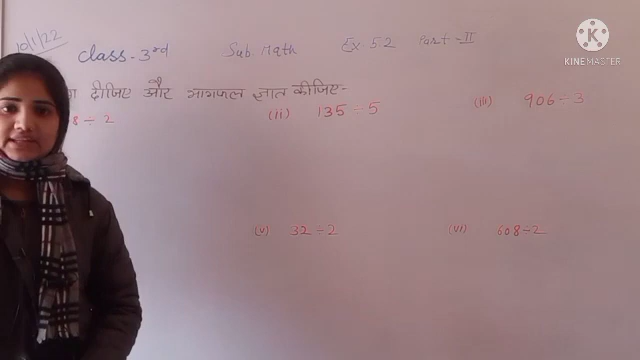 10/1/22
Class-3rd Sub. Math Ex 5.2 Part-II
दीजिए और भागफल ज्ञात कीजिए-
8÷2 (ii) 135÷5 (iii) 906÷3
(v) 32÷2 (vi) 608÷2
KINEMASTER